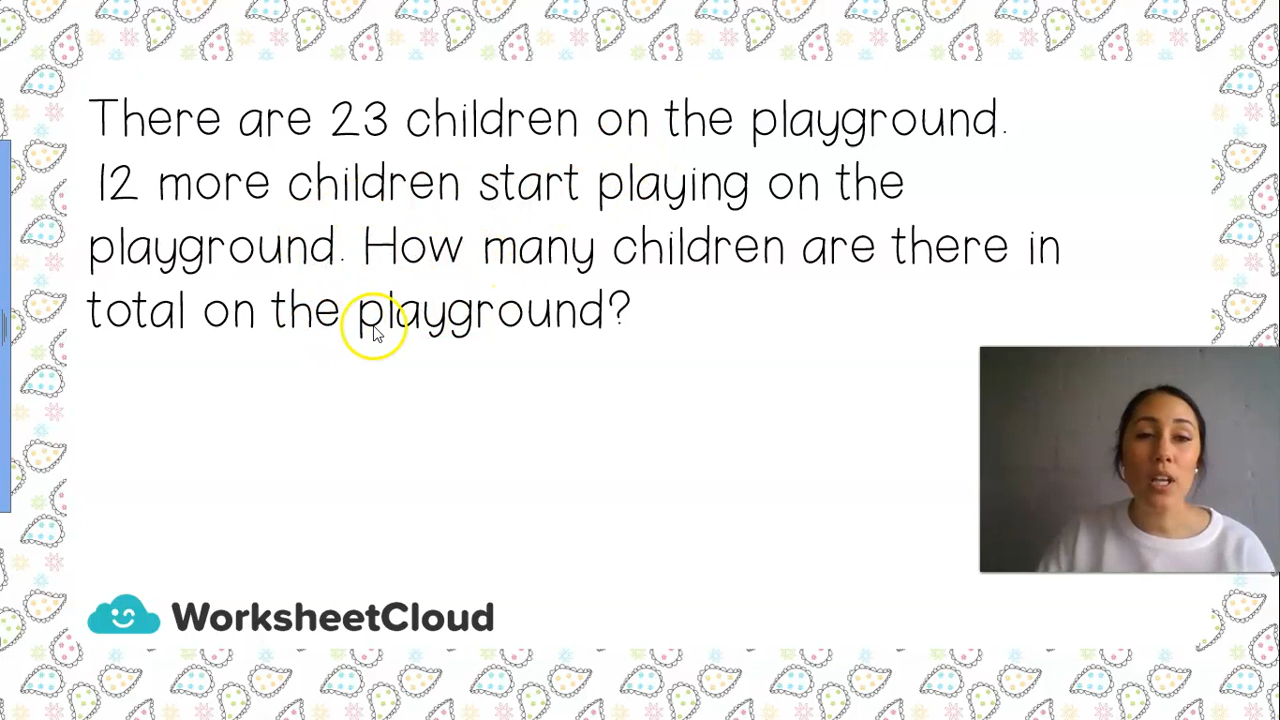 There are 23 children on the playground.
12 more children start playing on the
playground. How many children are there in
total on the playground?
WorksheetCloud